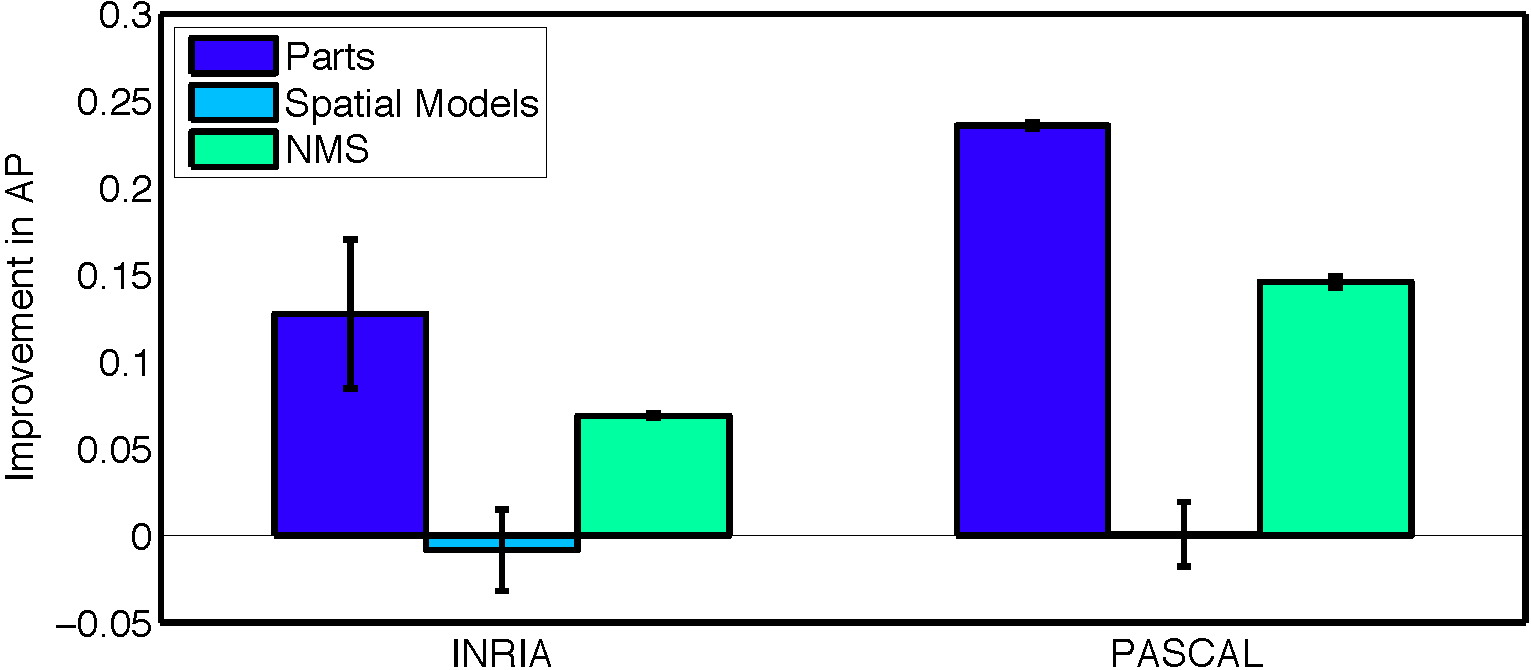 0.3
0.25
0.2
0.15
0.1
0.05
0
−0.05
Improvement in AP
Parts
Spatial Models
NMS
INRIA
PASCAL